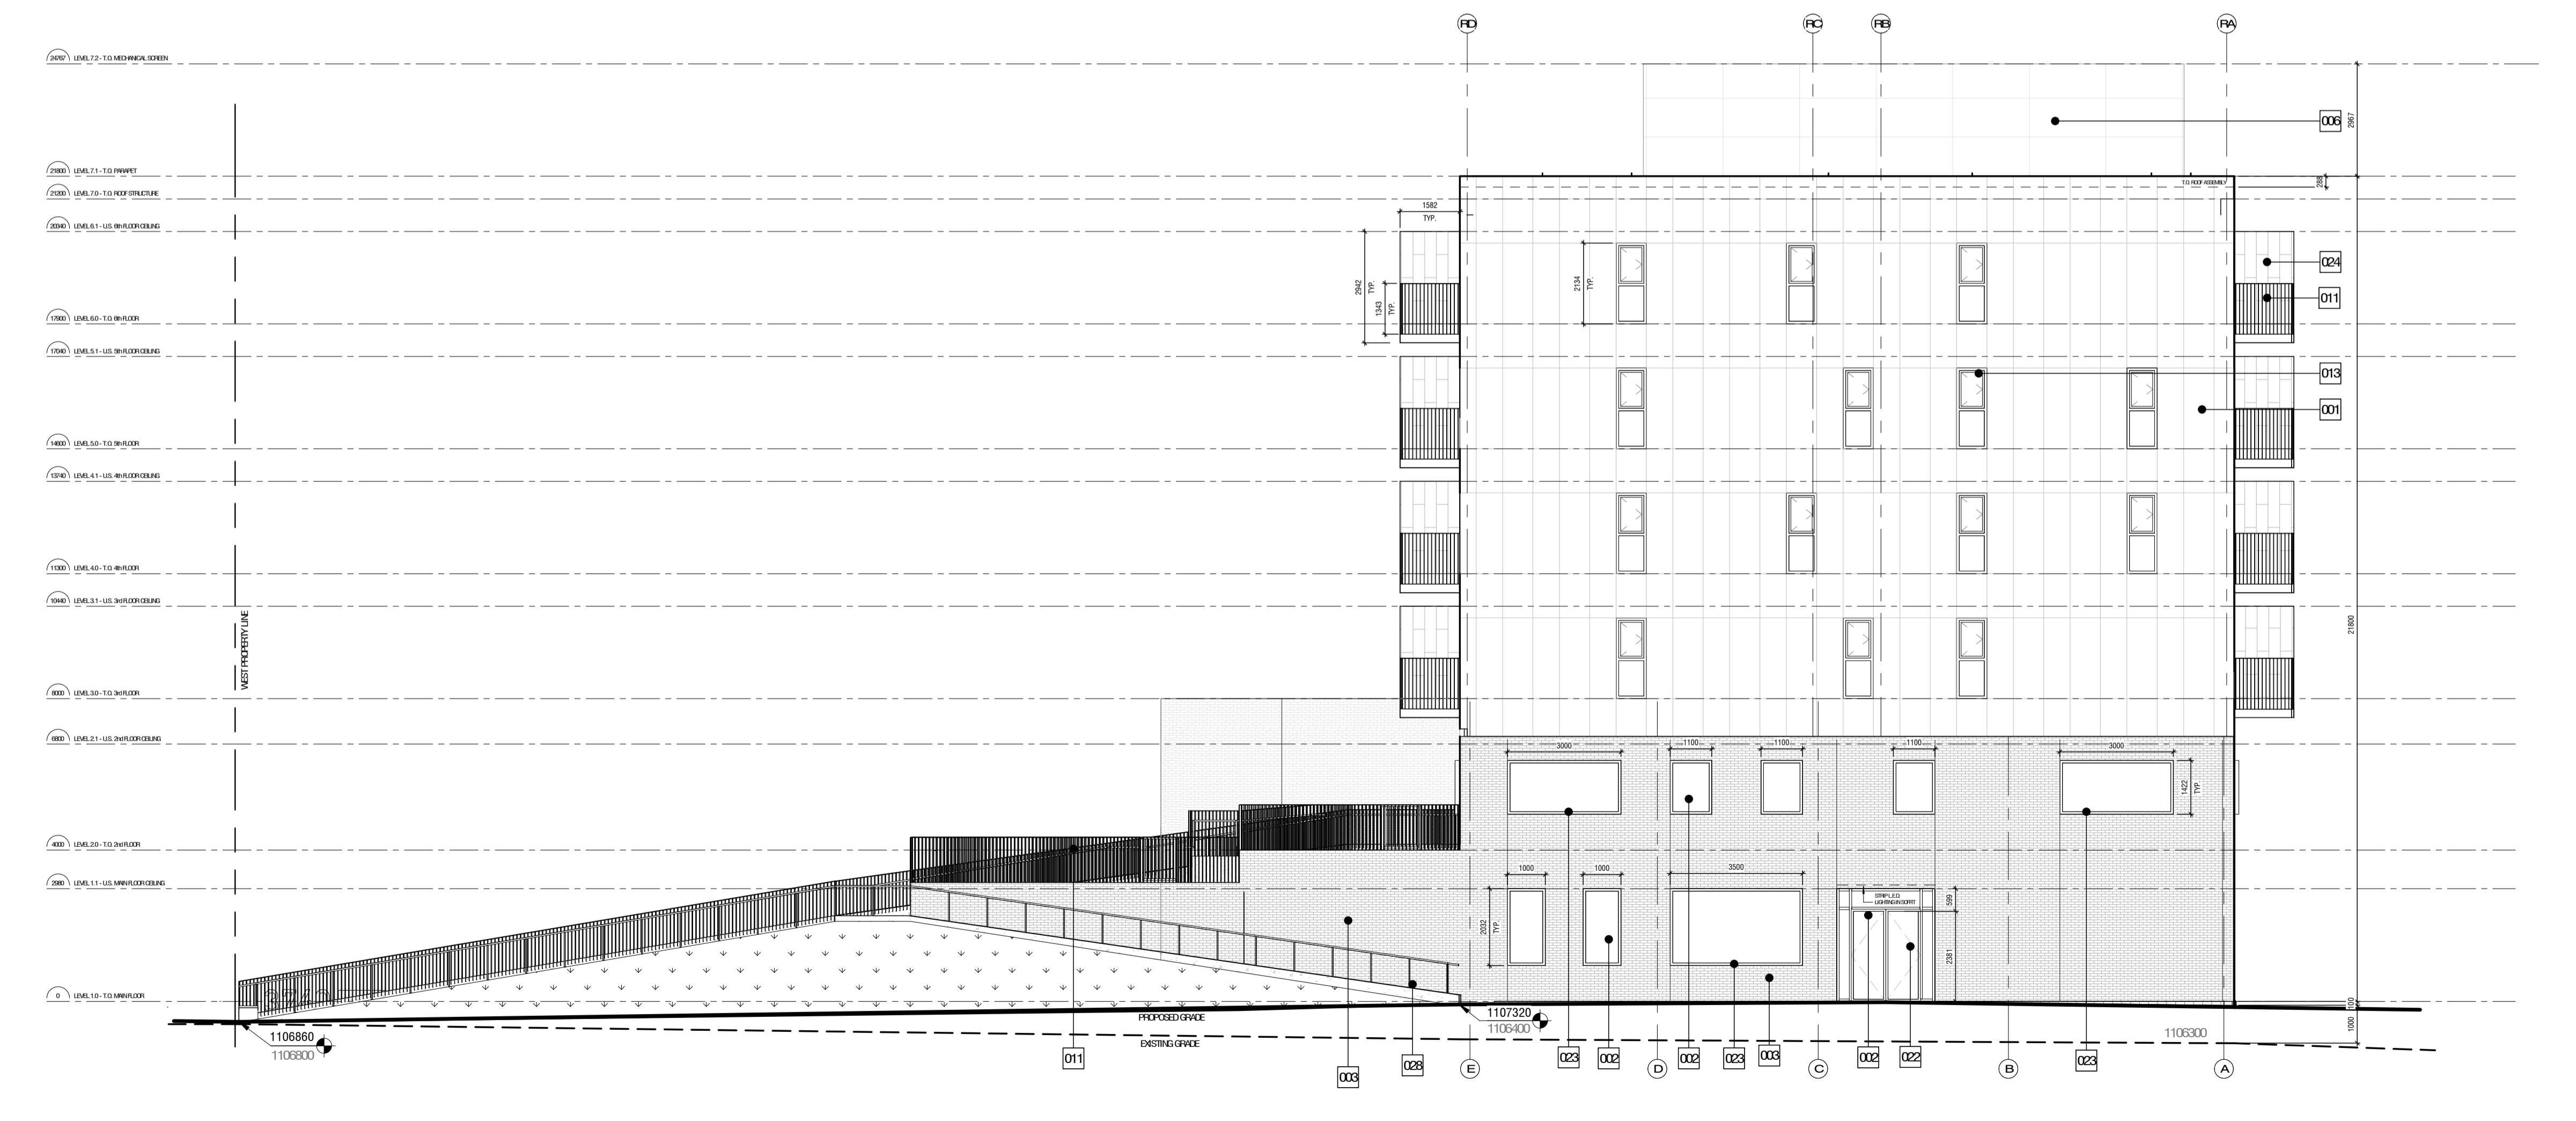 RD RC RB RA
24767 LEVEL 7.2 - T.O. MECHANICAL SCREEN
006
2967
21800 LEVEL 7.1 - T.O. PARAPET
T.O. ROOF ASSEMBLY
288
21200 LEVEL 7.0 - T.O. ROOF STRUCTURE
1582
TYP.
20340 LEVEL 6.1 - U.S. 6th FLOOR CEILING
024
2942
TYP.
1343
TYP.
2134
TYP.
011
17900 LEVEL 6.0 - T.O. 6th FLOOR
17040 LEVEL 5.1 - U.S. 5th FLOOR CEILING
013
001
14600 LEVEL 5.0 - T.O. 5th FLOOR
13740 LEVEL 4.1 - U.S. 4th FLOOR CEILING
11300 LEVEL 4.0 - T.O. 4th FLOOR
10440 LEVEL 3.1 - U.S. 3rd FLOOR CEILING
21800
WEST PROPERTY LINE
8000 LEVEL 3.0 - T.O. 3rd FLOOR
6800 LEVEL 2.1 - U.S. 2nd FLOOR CEILING
3000 1100 1100 1100 3000
1422
TYP.
4000 LEVEL 2.0 - T.O. 2nd FLOOR
1000 1000 3500
2980 LEVEL 1.1 - U.S. MAIN FLOOR CEILING
STRIP L.E.D.
LIGHTING IN SOFFIT
599
2032
TYP.
2381
0 LEVEL 1.0 - T.O. MAIN FLOOR
100
1000
PROPOSED GRADE
1107320
1106400
1106300
EXISTING GRADE
1106860
1106800
011 003 028 023 002 002 023 003 002 022 023
E D C B A